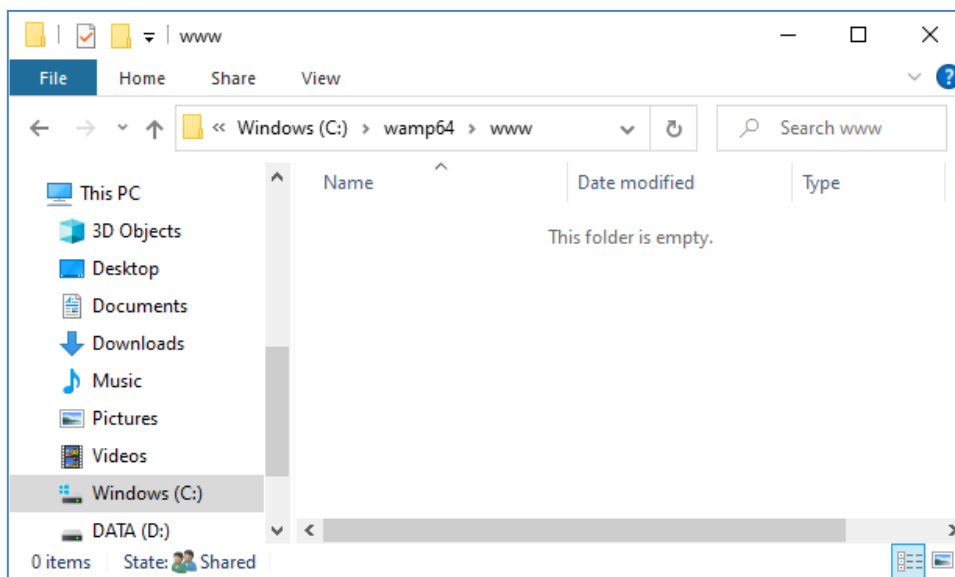 www
File Home Share View ?
« Windows (C:) › wamp64 › www Search www
Name Date modified Type
This folder is empty.
This PC
3D Objects
Desktop
Documents
Downloads
Music
Pictures
Videos
Windows (C:)
DATA (D:)
0 items State: Shared